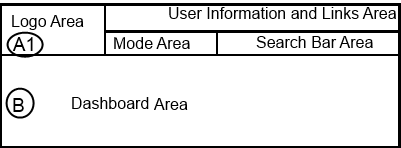 Logo Area
User Information and Links Area
A1
Mode Area
Search Bar Area
B
Dashboard Area